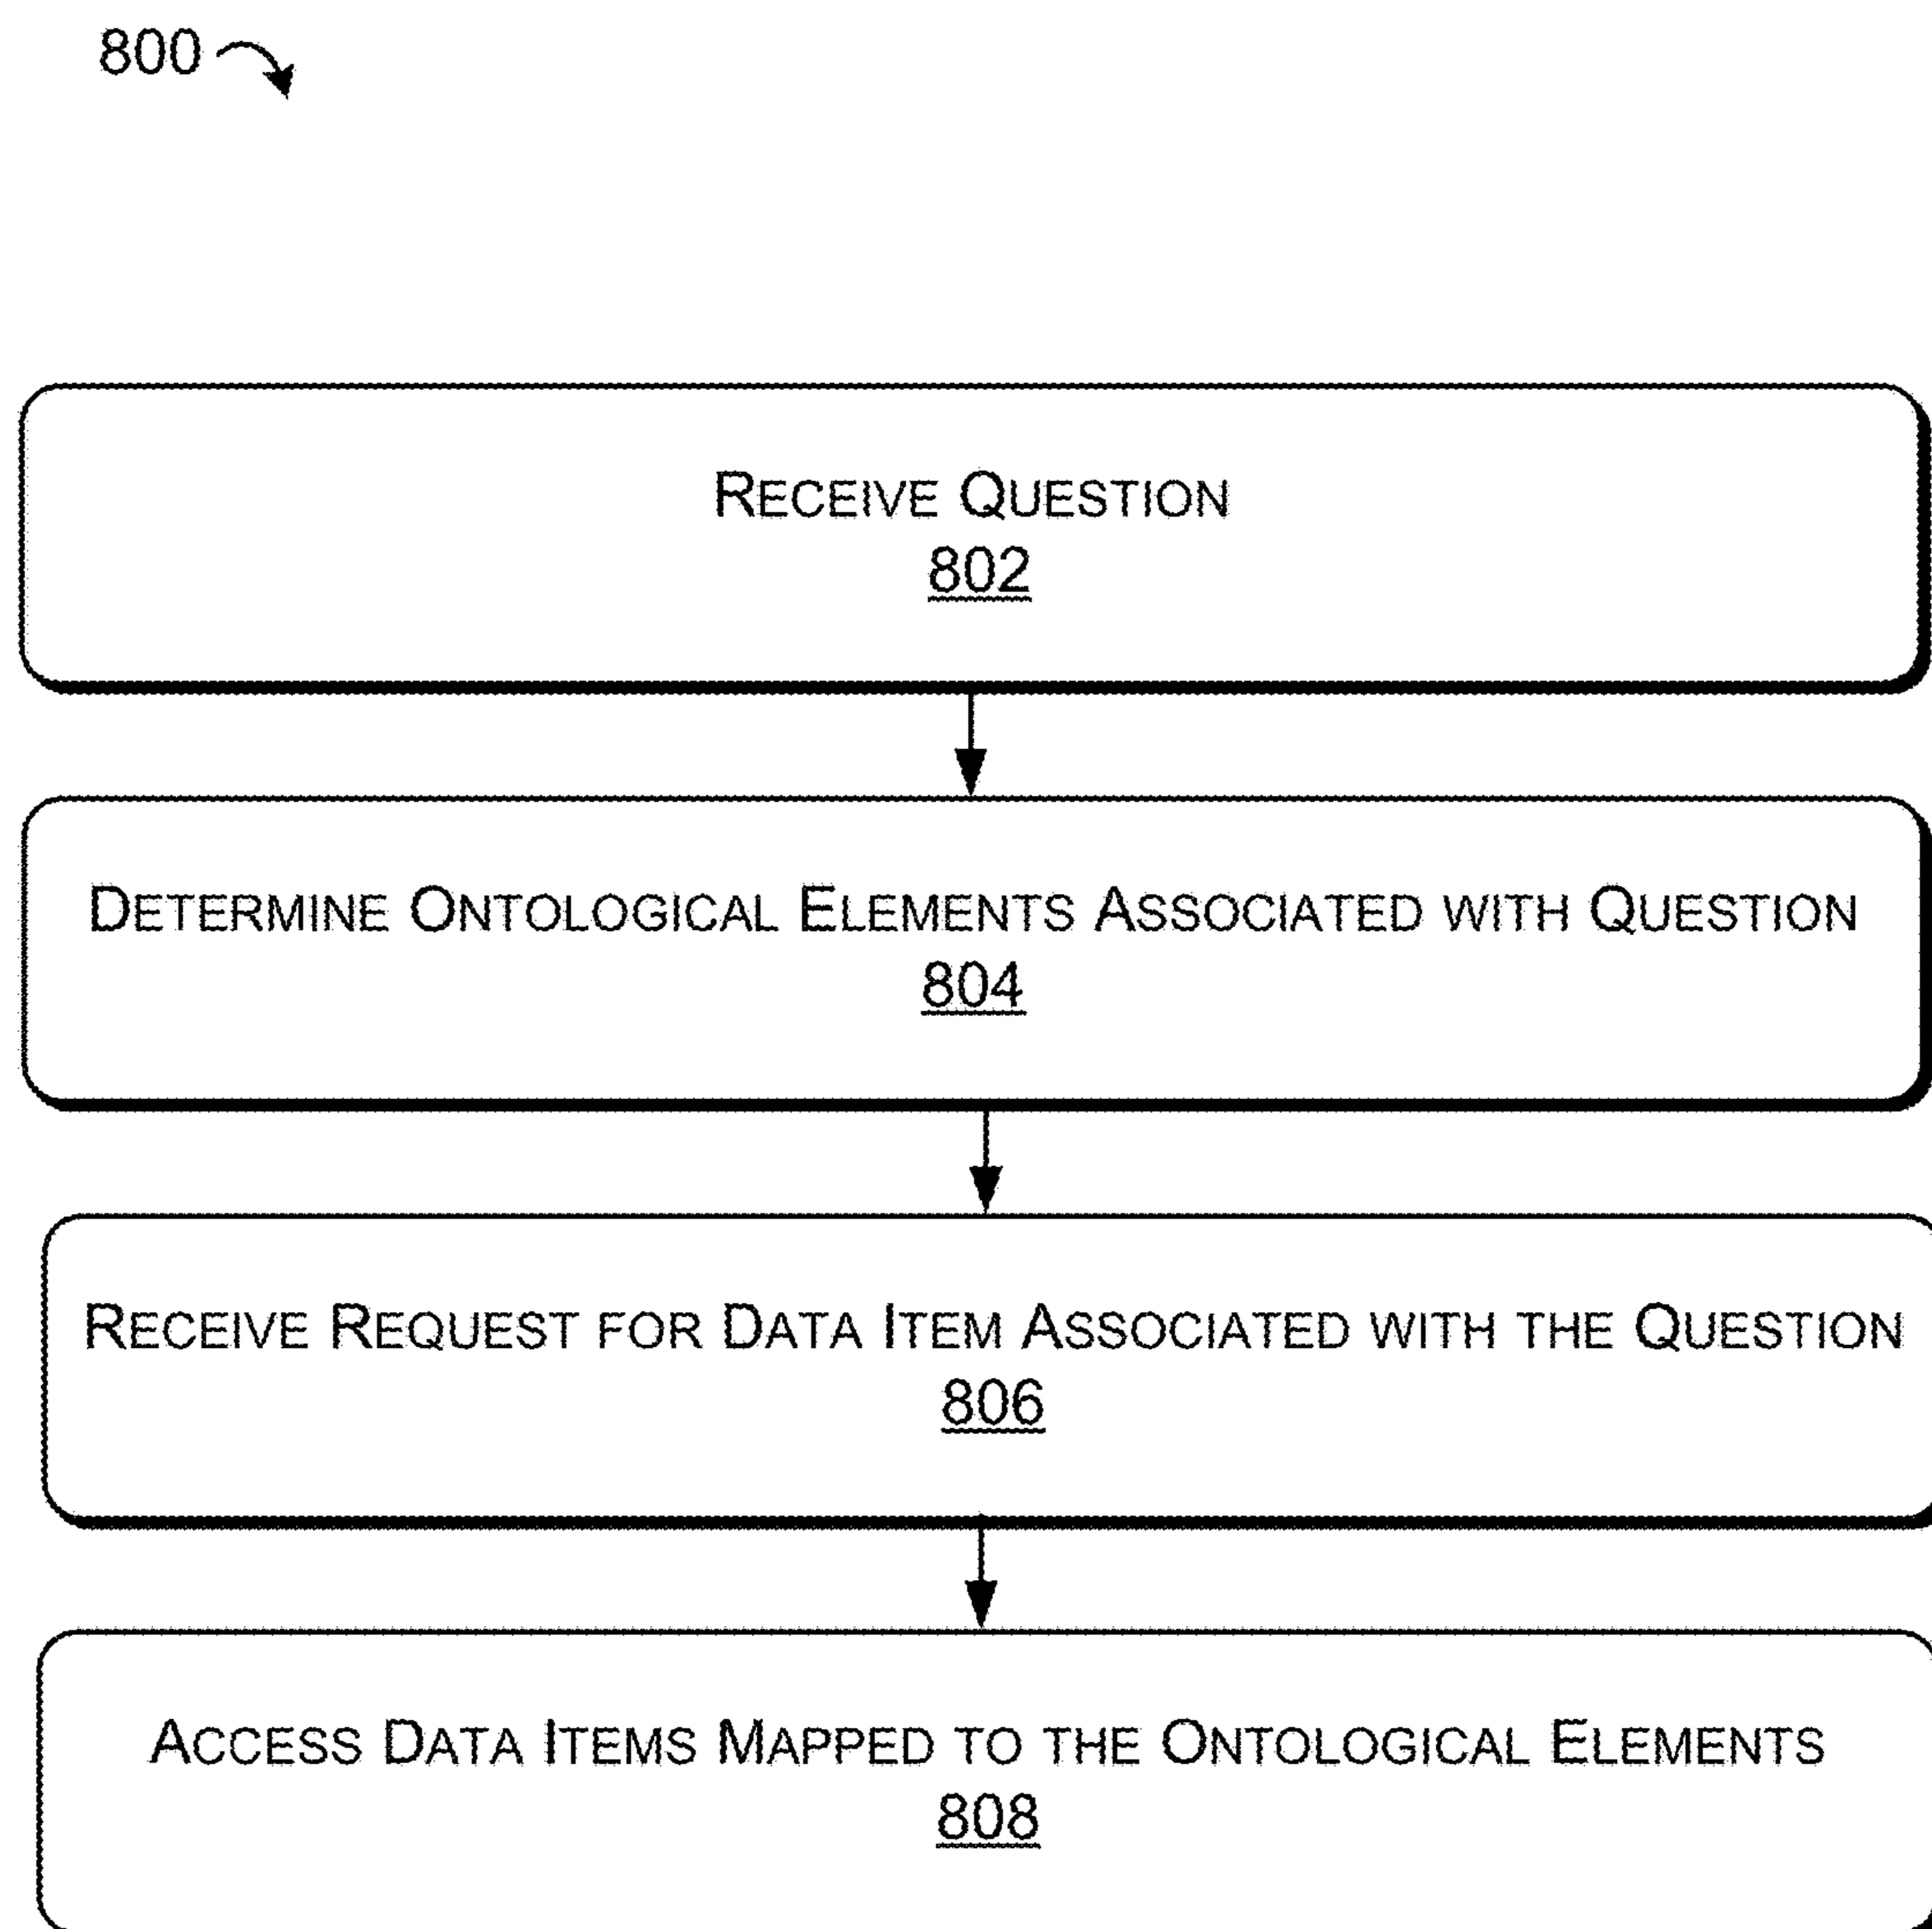 800
RECEIVE QUESTION
802
DETERMINE ONTOLOGICAL ELEMENTS ASSOCIATED WITH QUESTION
804
RECEIVE REQUEST FOR DATA ITEM ASSOCIATED WITH THE QUESTION
806
ACCESS DATA ITEMS MAPPED TO THE ONTOLOGICAL ELEMENTS
808